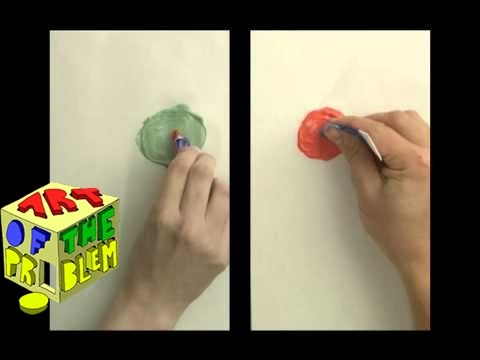 ART
OF THE
PROBLEM